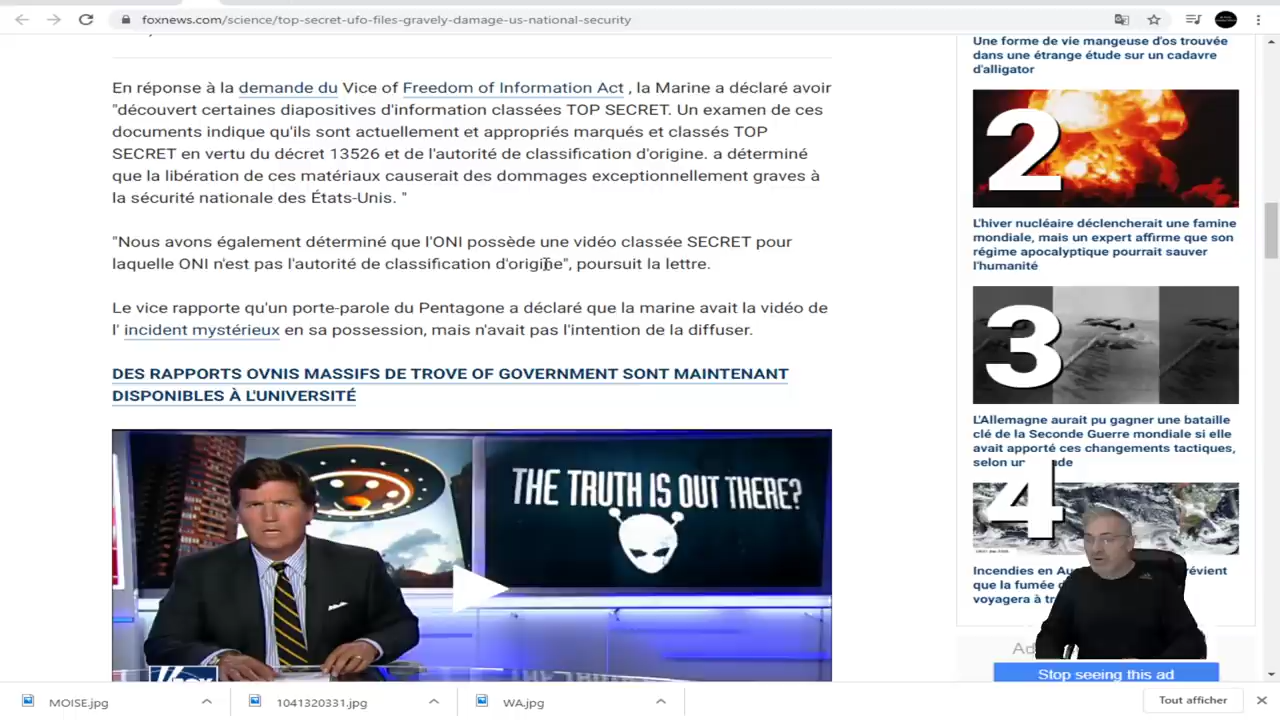 foxnews.com/science/top-secret-ufo-files-gravely-damage-us-national-security
En réponse à la demande du Vice of Freedom of Information Act , la Marine a déclaré avoir
"découvert certaines diapositives d'information classées TOP SECRET. Un examen de ces
documents indique qu'ils sont actuellement et appropriés marqués et classés TOP
SECRET en vertu du décret 13526 et de l'autorité de classification d'origine. a déterminé
que la libération de ces matériaux causerait des dommages exceptionnellement graves à
la sécurité nationale des États-Unis. "
"Nous avons également déterminé que l'ONI possède une vidéo classée SECRET pour
laquelle ONI n'est pas l'autorité de classification d'origine", poursuit la lettre.
Le vice rapporte qu'un porte-parole du Pentagone a déclaré que la marine avait la vidéo de
l' incident mystérieux en sa possession, mais n'avait pas l'intention de la diffuser.
DES RAPPORTS OVNIS MASSIFS DE TROVE OF GOVERNMENT SONT MAINTENANT
DISPONIBLES À L'UNIVERSITÉ
THE TRUTH IS OUT THERE?
Une forme de vie mangeuse d'os trouvée
dans une étrange étude sur un cadavre
d'alligator
2
L'hiver nucléaire déclencherait une famine
mondiale, mais un expert affirme que son
régime apocalyptique pourrait sauver
l'humanité
3
L'Allemagne aurait pu gagner une bataille
clé de la Seconde Guerre mondiale si elle
avait apporté ces changements tactiques,
selon
4
Incendies en
que la fumée
voyagera à
Stop seeing this ad
MOISE.jpg
1041320331.jpg
WA.jpg
Tout afficher